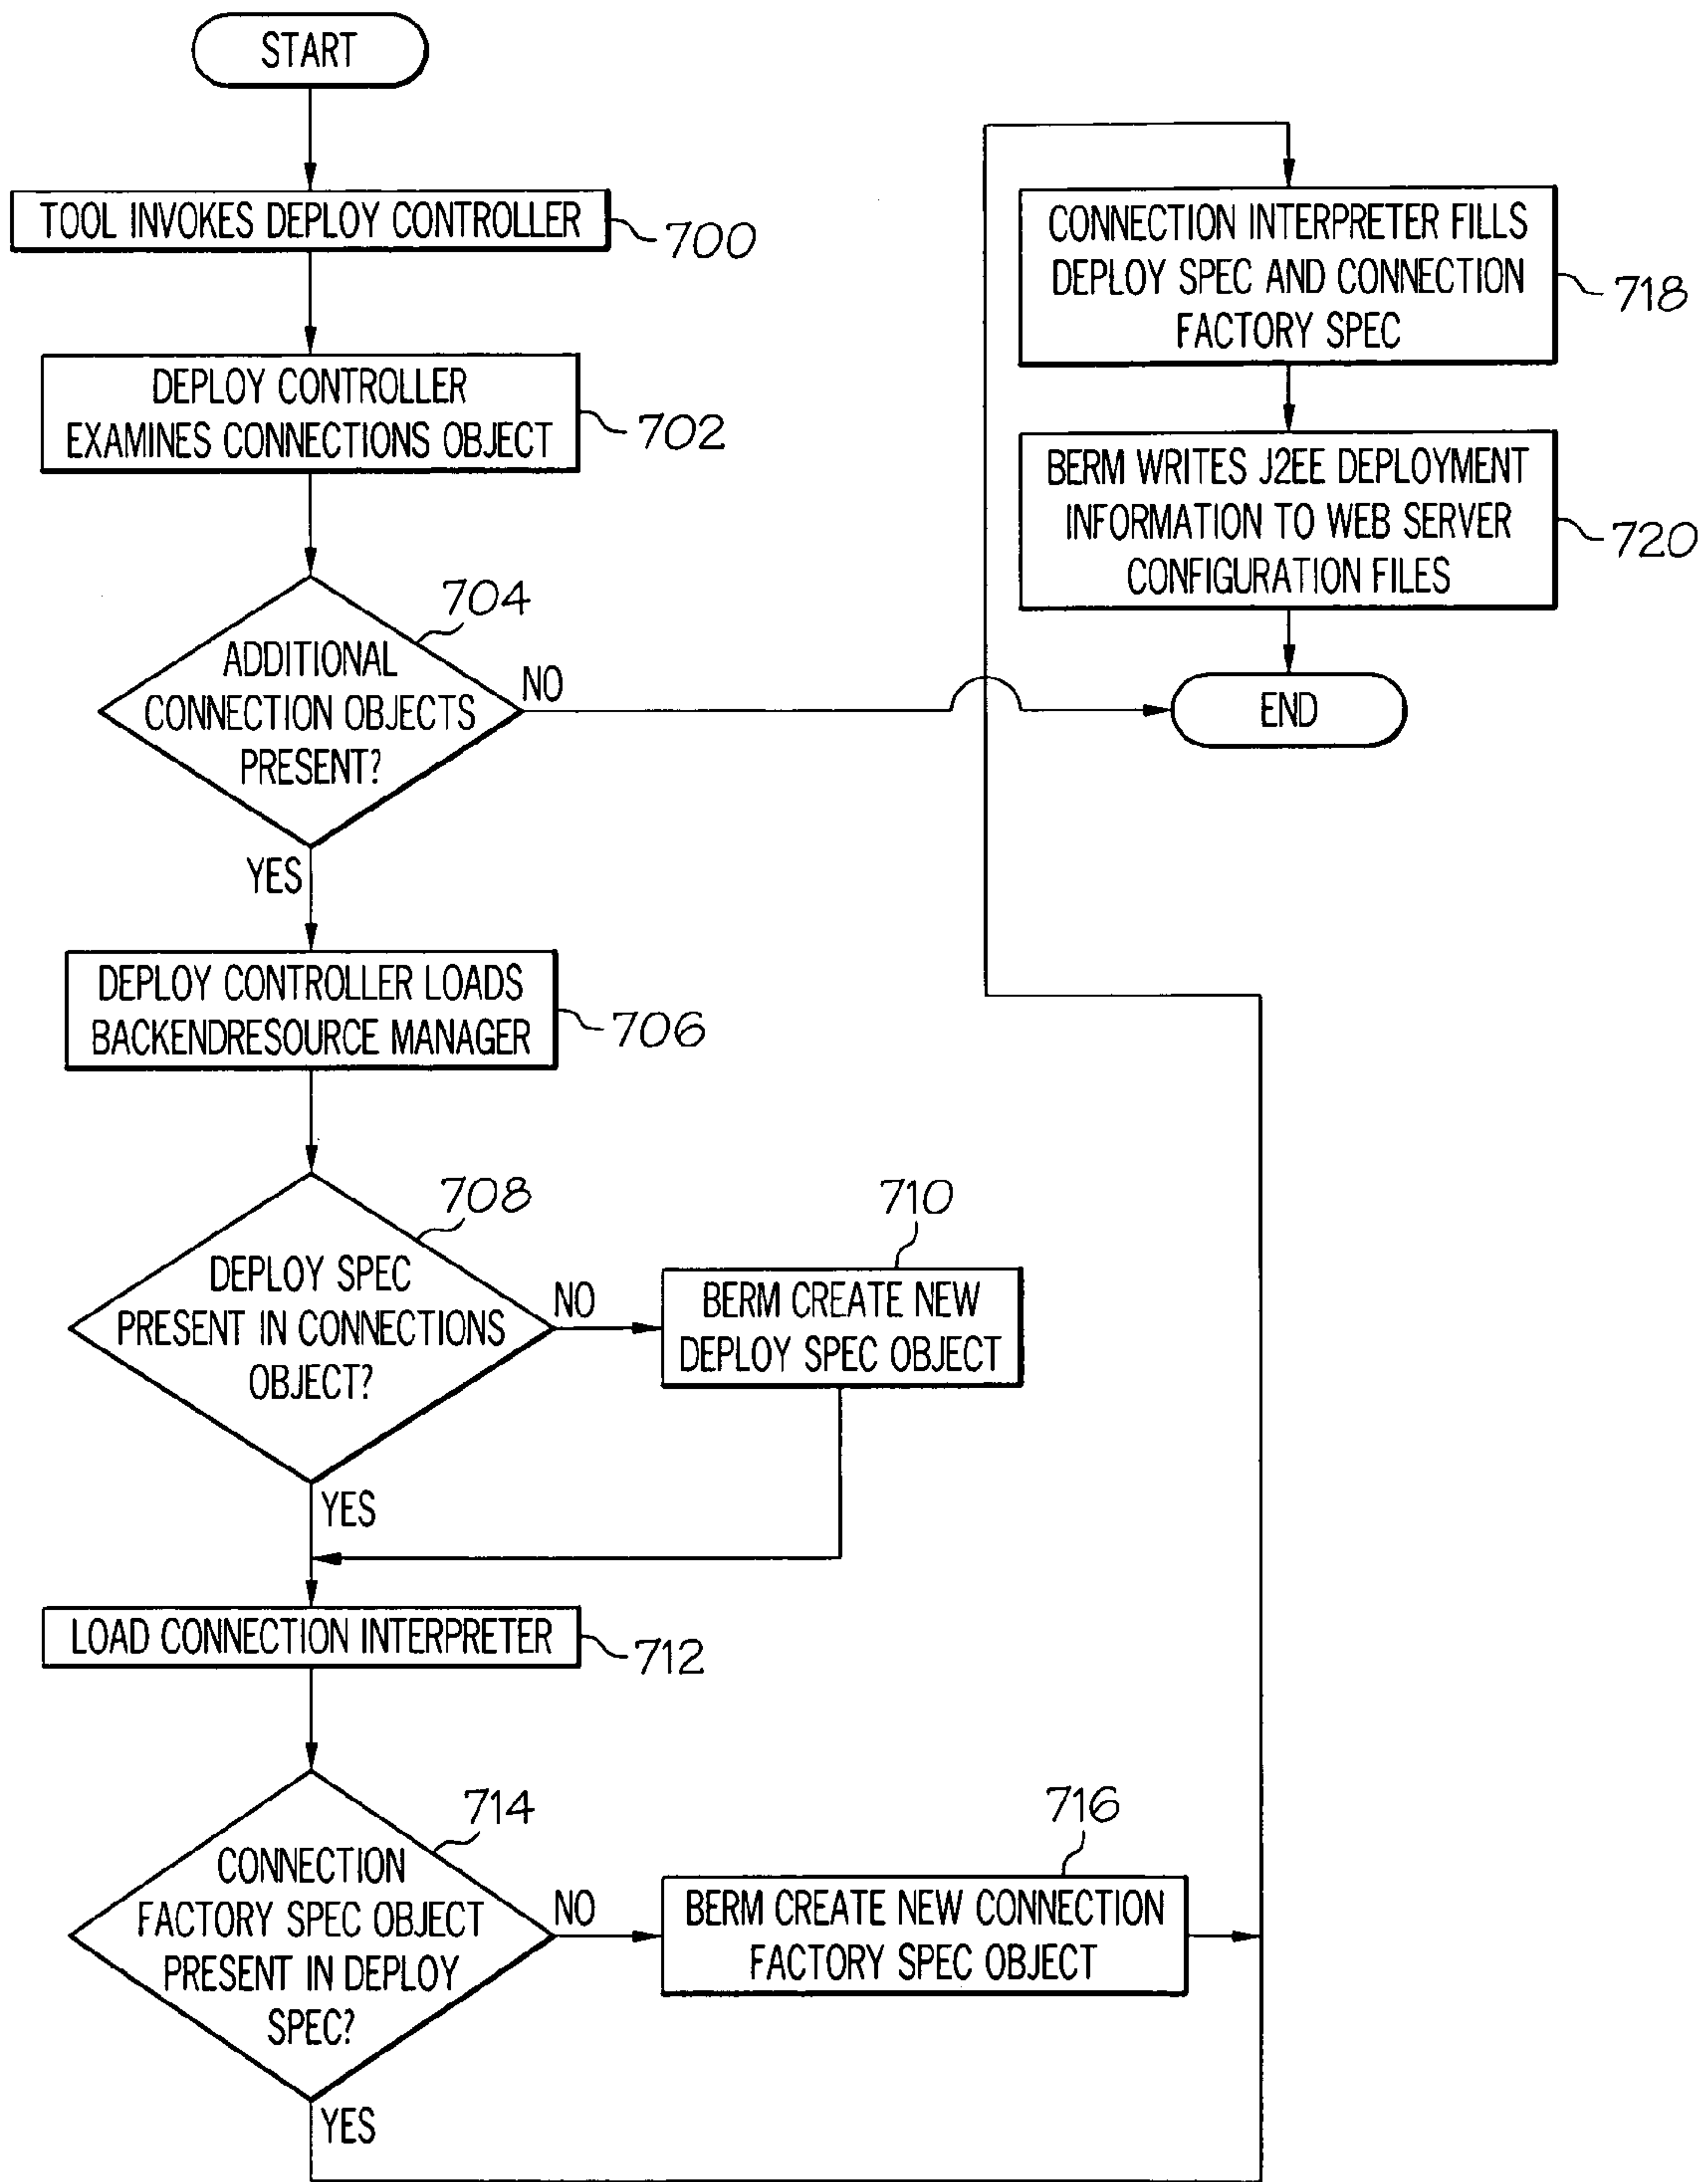 START
TOOL INVOKES DEPLOY CONTROLLER
700
DEPLOY CONTROLLER
EXAMINES CONNECTIONS OBJECT
702
704
ADDITIONAL
CONNECTION OBJECTS
PRESENT?
NO
YES
DEPLOY CONTROLLER LOADS
BACKENDRESOURCE MANAGER
706
708
DEPLOY SPEC
PRESENT IN CONNECTIONS
OBJECT?
NO
YES
710
BERM CREATE NEW
DEPLOY SPEC OBJECT
LOAD CONNECTION INTERPRETER
712
714
CONNECTION
FACTORY SPEC OBJECT
PRESENT IN DEPLOY
SPEC?
NO
YES
716
BERM CREATE NEW CONNECTION
FACTORY SPEC OBJECT
CONNECTION INTERPRETER FILLS
DEPLOY SPEC AND CONNECTION
FACTORY SPEC
718
BERM WRITES J2EE DEPLOYMENT
INFORMATION TO WEB SERVER
CONFIGURATION FILES
720
END